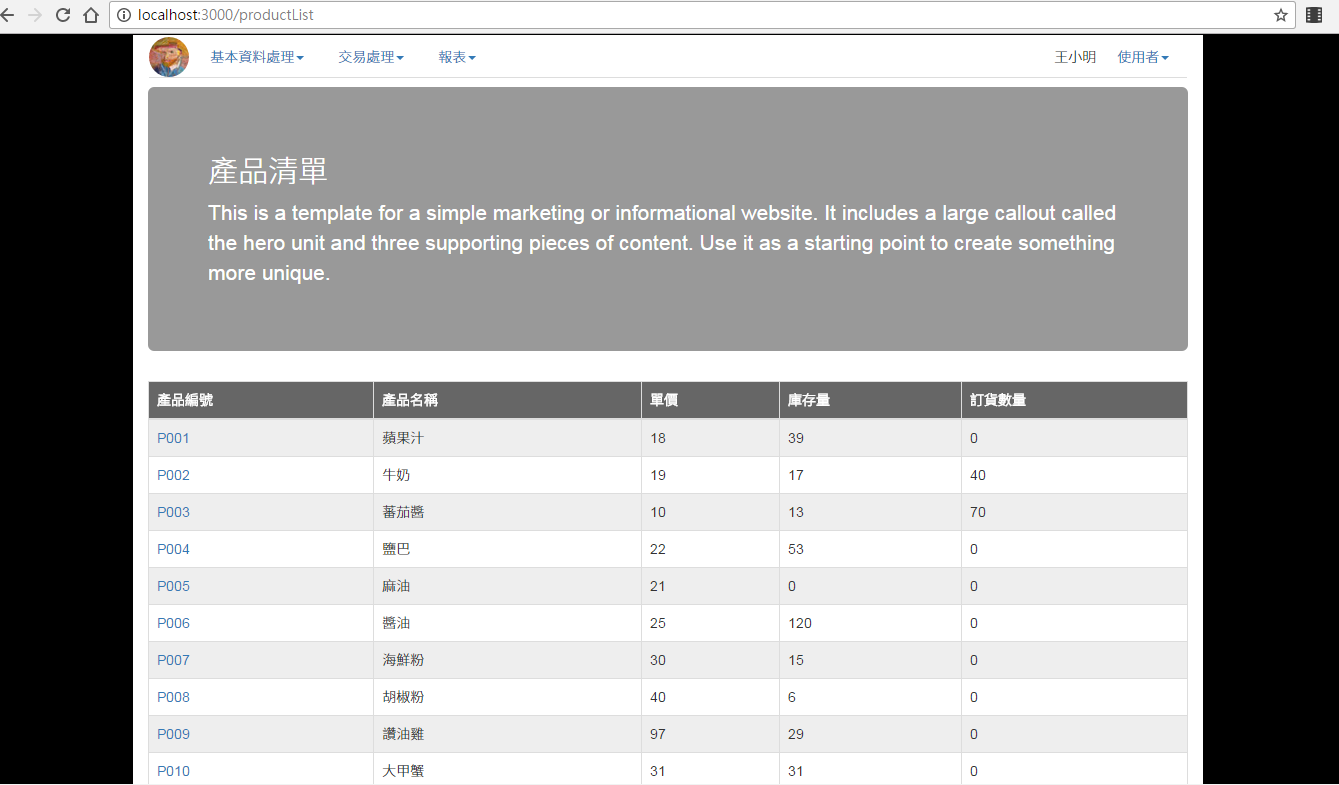 localhost:3000/productList
基本資料處理 交易處理 報表 王小明 使用者
產品清單
This is a template for a simple marketing or informational website. It includes a large callout called
the hero unit and three supporting pieces of content. Use it as a starting point to create something
more unique.
產品編號 產品名稱 單價 庫存量 訂貨數量
P001 蘋果汁 18 39 0
P002 牛奶 19 17 40
P003 蕃茄醬 10 13 70
P004 鹽巴 22 53 0
P005 麻油 21 0 0
P006 醬油 25 120 0
P007 海鮮粉 30 15 0
P008 胡椒粉 40 6 0
P009 讚油雞 97 29 0
P010 大甲蟹 31 31 0